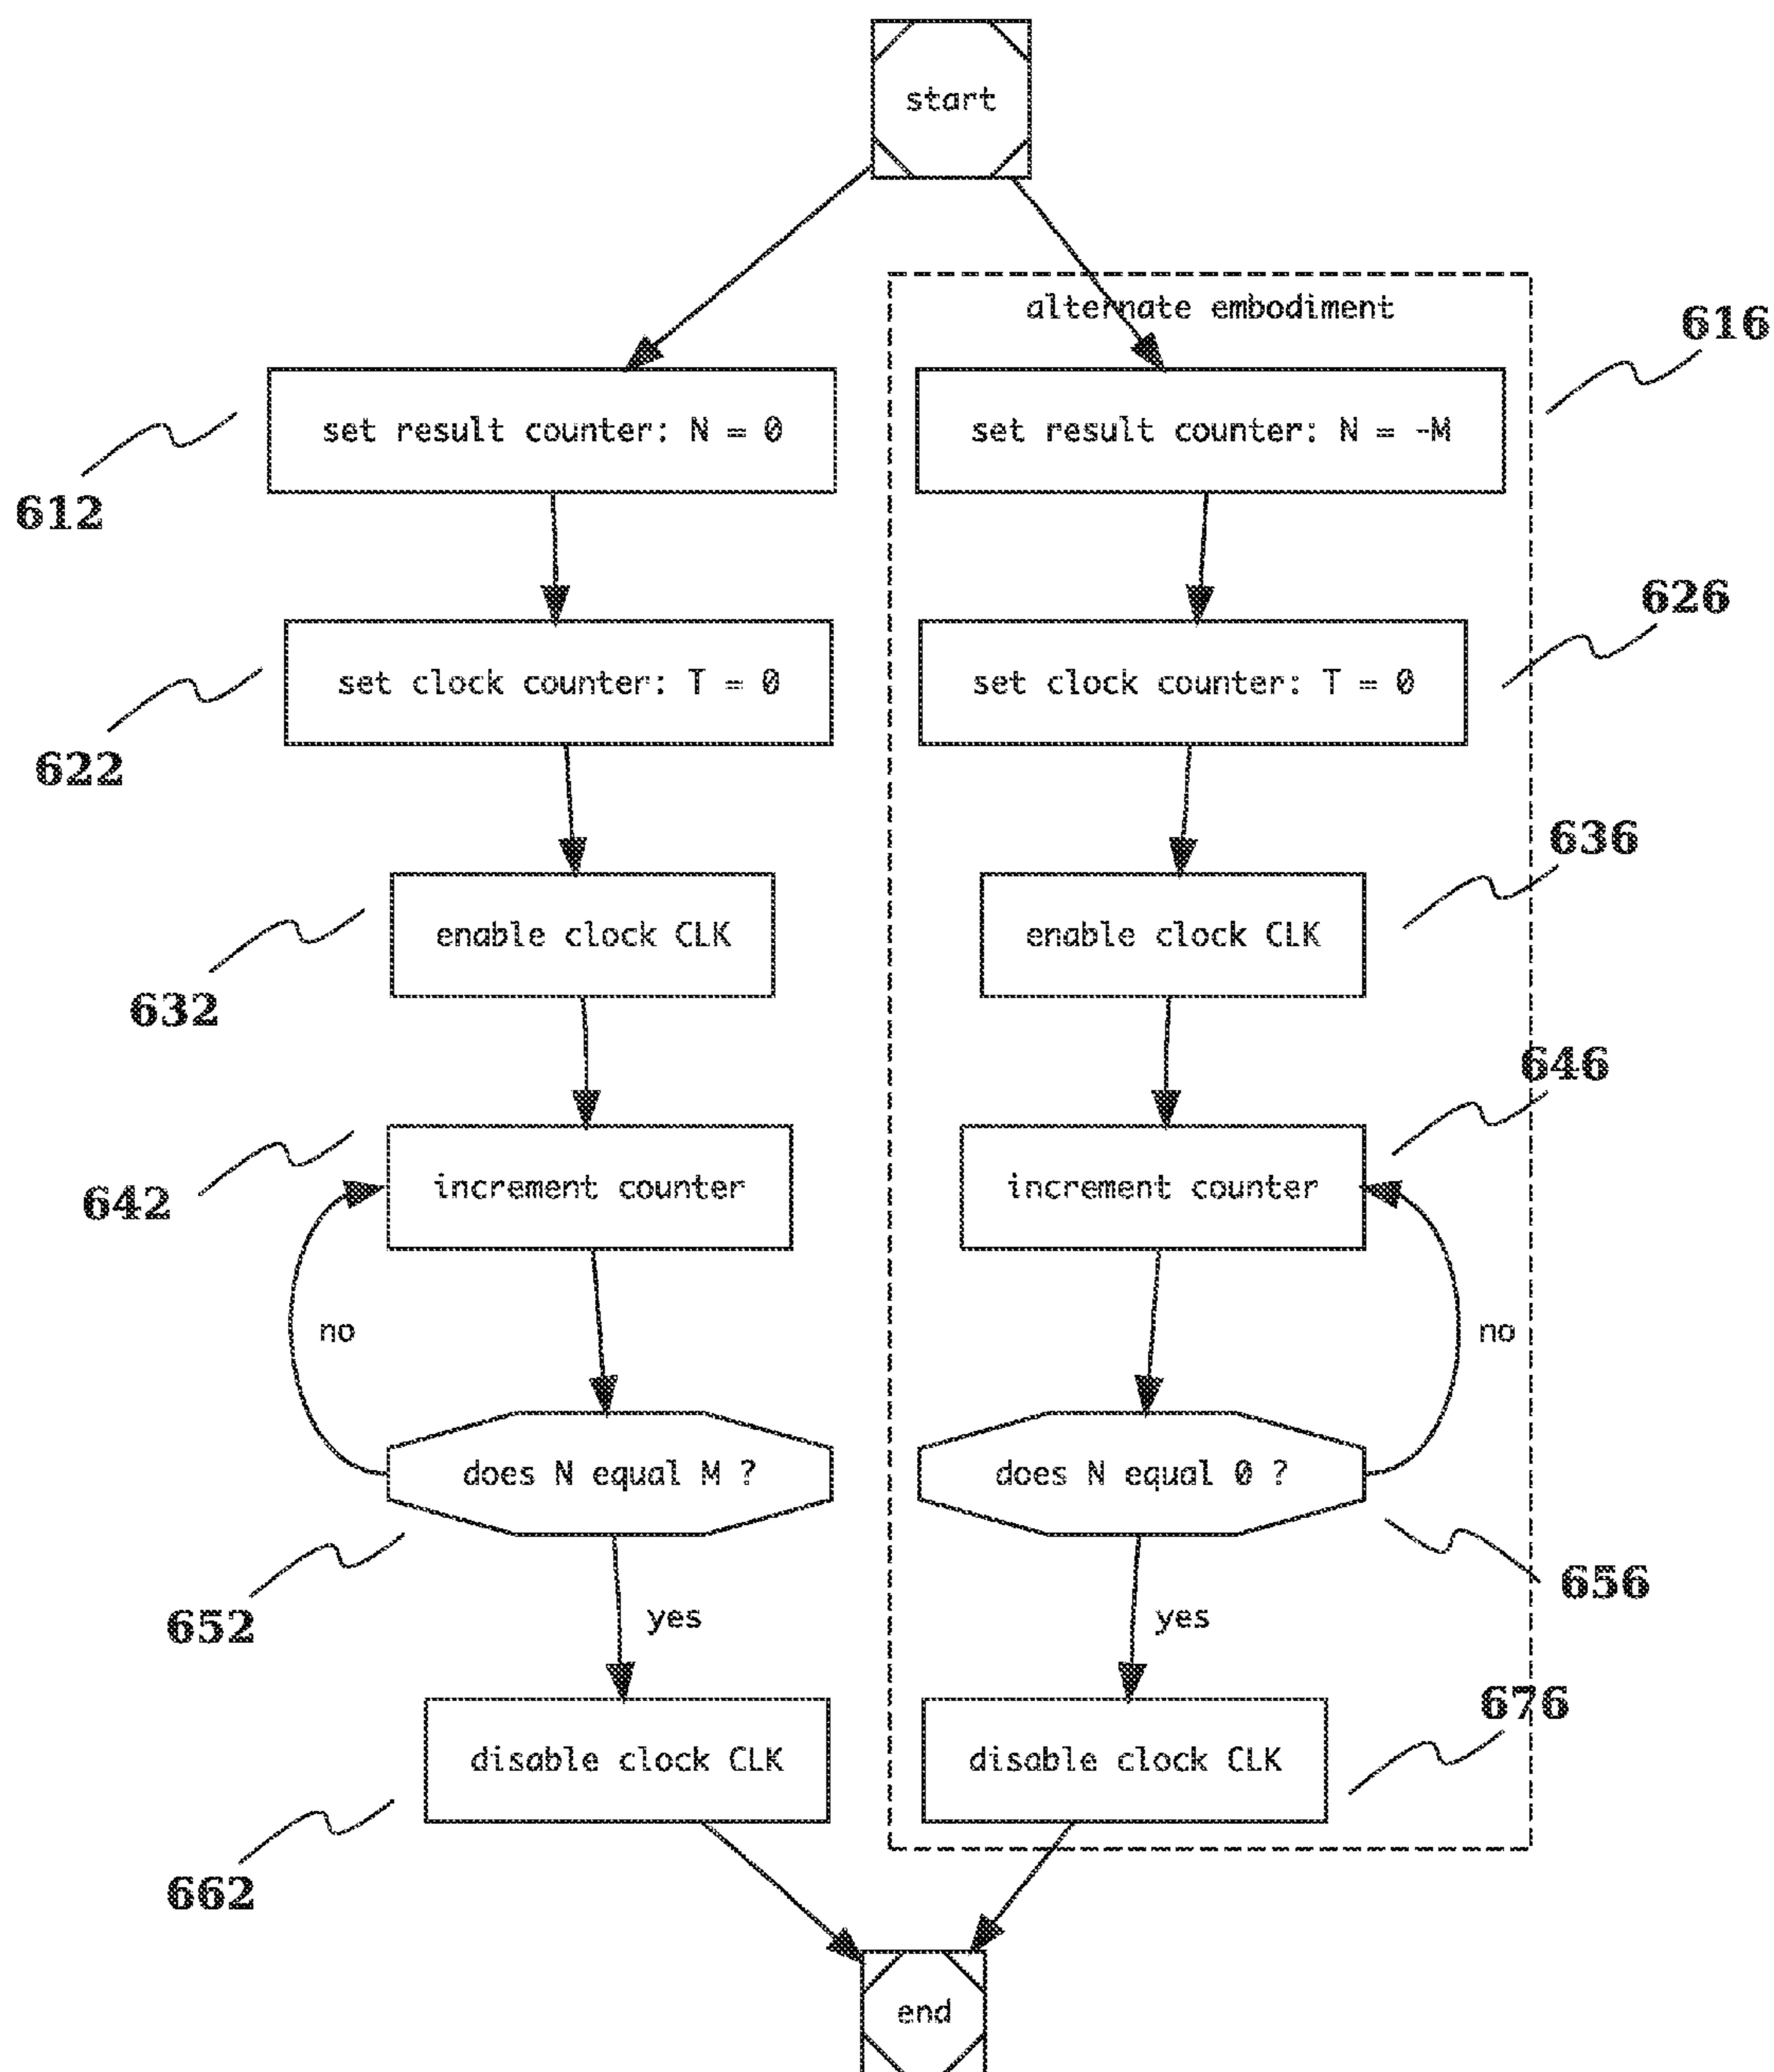 start
alternate embodiment
616
set result counter: N = 0
set result counter: N = -M
612
626
set clock counter: T = 0
set clock counter: T = 0
622
636
enable clock CLK
enable clock CLK
632
646
increment counter
increment counter
642
no
no
does N equal M ?
does N equal 0 ?
656
652
yes
yes
676
disable clock CLK
disable clock CLK
662
end